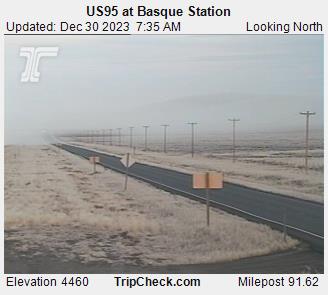 US95 at Basque Station
Updated: Dec 30 2023 7:35 AM Looking North
Elevation 4460 TripCheck.com Milepost 91.62